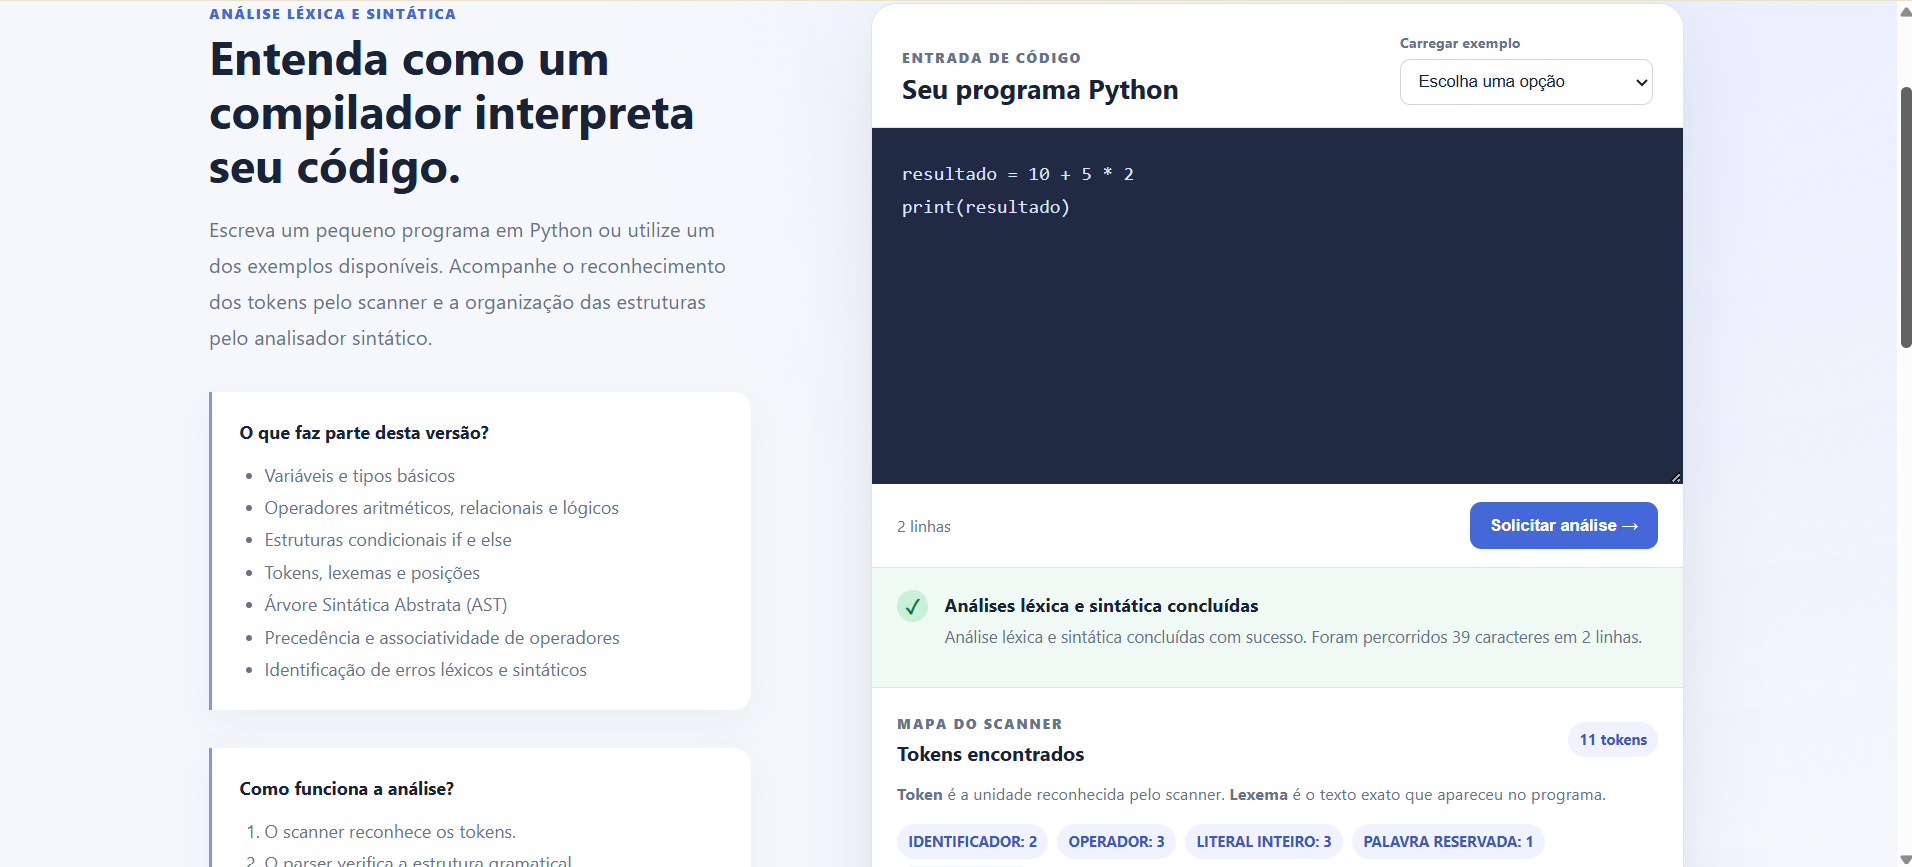 ANÁLISE LÉXICA E SINTÁTICA
Entenda como um
compilador interpreta
seu código.
Escreva um pequeno programa em Python ou utilize um
dos exemplos disponíveis. Acompanhe o reconhecimento
dos tokens pelo scanner e a organização das estruturas
pelo analisador sintático.
O que faz parte desta versão?
• Variáveis e tipos básicos
• Operadores aritméticos, relacionais e lógicos
• Estruturas condicionais if e else
• Tokens, lexemas e posições
• Árvore Sintática Abstrata (AST)
• Precedência e associatividade de operadores
• Identificação de erros léxicos e sintáticos
Como funciona a análise?
1. O scanner reconhece os tokens.
2. O parser verifica a estrutura gramatical
ENTRADA DE CÓDIGO
Seu programa Python
Carregar exemplo
Escolha uma opção
resultado = 10 + 5 * 2
print(resultado)
2 linhas
Solicitar análise →
✓ Análises léxica e sintática concluídas
Análise léxica e sintática concluídas com sucesso. Foram percorridos 39 caracteres em 2 linhas.
MAPA DO SCANNER
Tokens encontrados
11 tokens
Token é a unidade reconhecida pelo scanner. Lexema é o texto exato que apareceu no programa.
IDENTIFICADOR: 2 OPERADOR: 3 LITERAL INTEIRO: 3 PALAVRA RESERVADA: 1